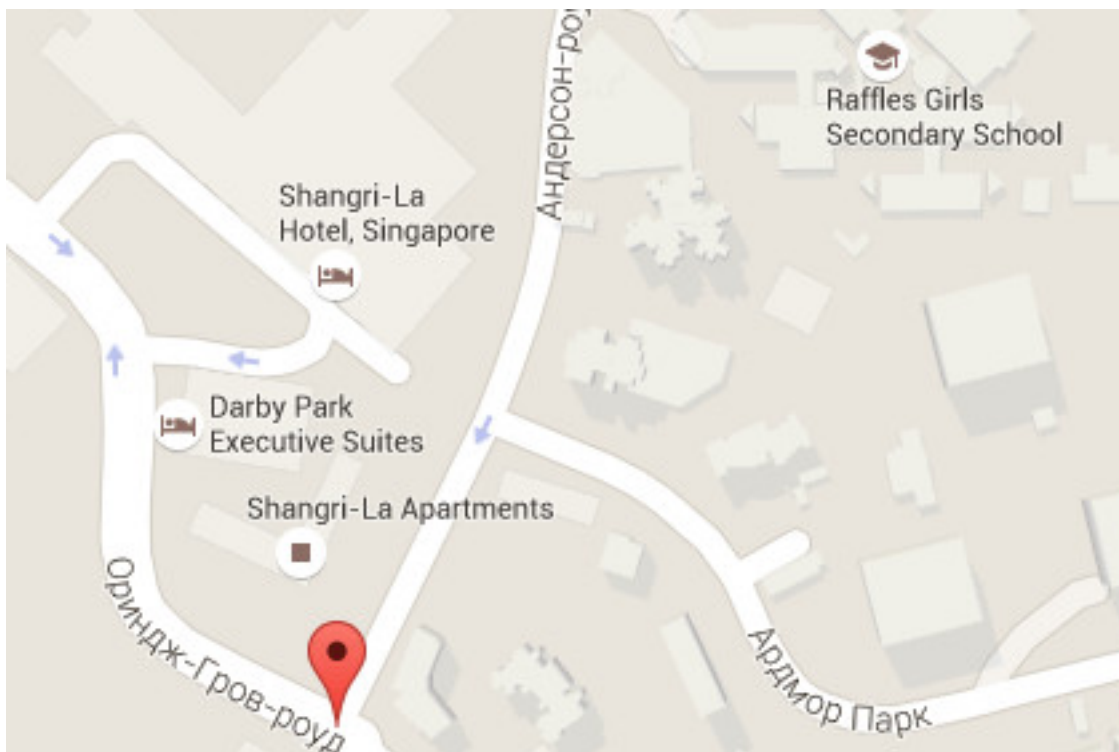 Андерсон-роу
Raffles Girls
Secondary School
Shangri-La
Hotel, Singapore
Darby Park
Executive Suites
Shangri-La Apartments
Ориндж-Гров-роуд
Ардмор Парк